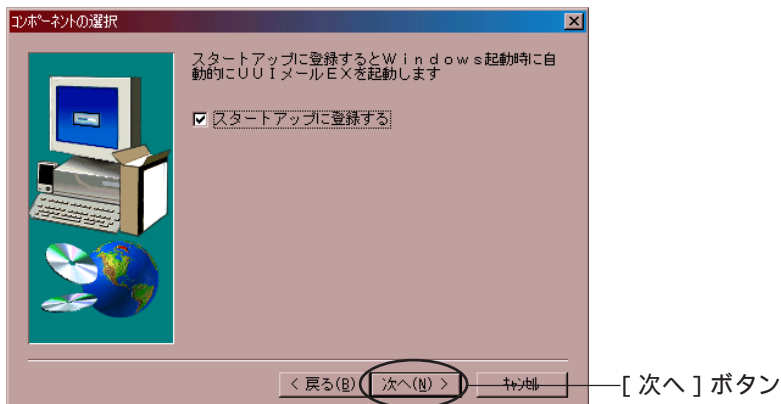 コンポーネントの選択
スタートアップに登録するとＷｉｎｄｏｗｓ起動時に自
動的にＵＵＩメールＥＸを起動します
スタートアップに登録する
< 戻る(B)
次へ(N) >
キャンセル
[ 次へ ] ボタン